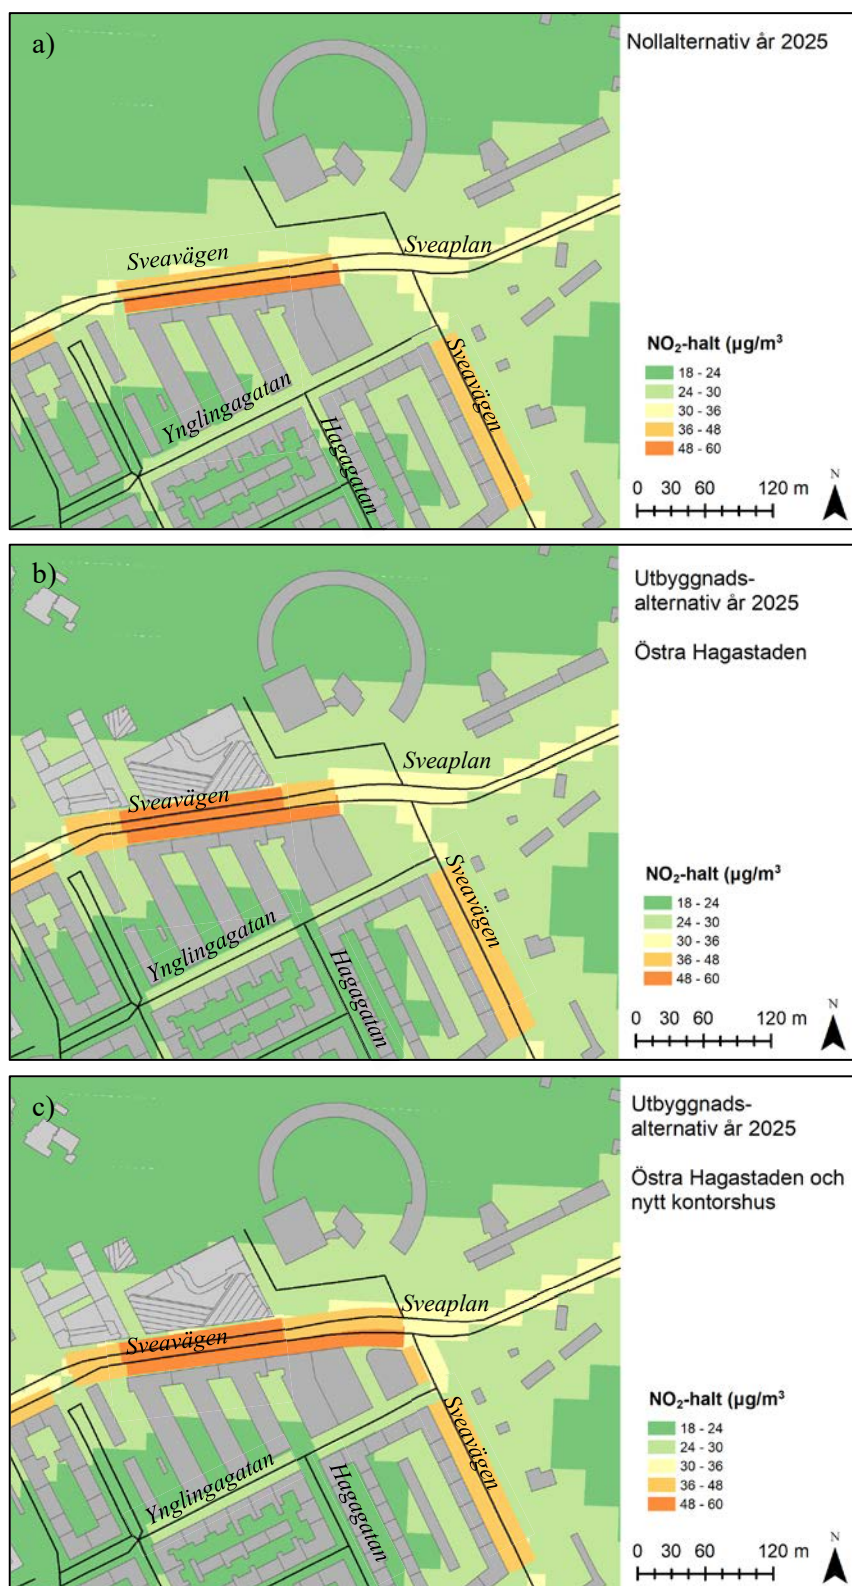 a)
Nollalternativ år 2025
Sveavägen
Sveaplan
Sveavägen
Ynglingagatan
Hagagatan
NO₂-halt (µg/m³
18 - 24
24 - 30
30 - 36
36 - 48
48 - 60
0 30 60 120 m
N
b)
Utbyggnads-
alternativ år 2025
Östra Hagastaden
Sveaplan
Sveavägen
Sveavägen
Ynglingagatan
Hagagatan
NO₂-halt (µg/m³
18 - 24
24 - 30
30 - 36
36 - 48
48 - 60
0 30 60 120 m
N
c)
Utbyggnads-
alternativ år 2025
Östra Hagastaden och
nytt kontorshus
Sveaplan
Sveavägen
Sveavägen
Ynglingagatan
Hagagatan
NO₂-halt (µg/m³
18 - 24
24 - 30
30 - 36
36 - 48
48 - 60
0 30 60 120 m
N